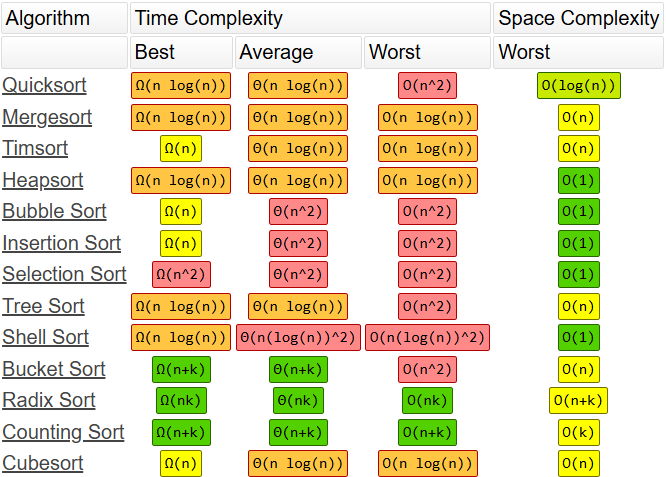 Algorithm Time Complexity Space Complexity
Best Average Worst Worst
Quicksort Ω(n log(n)) Θ(n log(n)) O(n^2) O(log(n))
Mergesort Ω(n log(n)) Θ(n log(n)) O(n log(n)) O(n)
Timsort Ω(n) Θ(n log(n)) O(n log(n)) O(n)
Heapsort Ω(n log(n)) Θ(n log(n)) O(n log(n)) O(1)
Bubble Sort Ω(n) Θ(n^2) O(n^2) O(1)
Insertion Sort Ω(n) Θ(n^2) O(n^2) O(1)
Selection Sort Ω(n^2) Θ(n^2) O(n^2) O(1)
Tree Sort Ω(n log(n)) Θ(n log(n)) O(n^2) O(n)
Shell Sort Ω(n log(n)) Θ(n(log(n))^2) O(n(log(n))^2) O(1)
Bucket Sort Ω(n+k) Θ(n+k) O(n^2) O(n)
Radix Sort Ω(nk) Θ(nk) O(nk) O(n+k)
Counting Sort Ω(n+k) Θ(n+k) O(n+k) O(k)
Cubesort Ω(n) Θ(n log(n)) O(n log(n)) O(n)